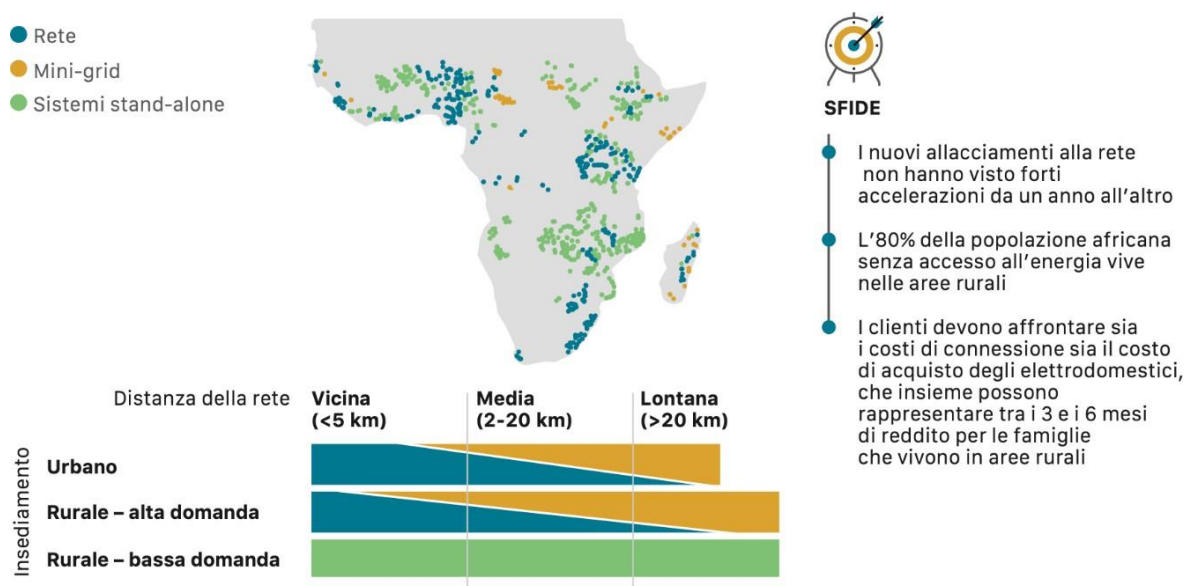 Rete
Mini-grid
Sistemi stand-alone
SFIDE
I nuovi allacciamenti alla rete
non hanno visto forti
accelerazioni da un anno all'altro
L'80% della popolazione africana
senza accesso all'energia vive
nelle aree rurali
I clienti devono affrontare sia
i costi di connessione sia il costo
di acquisto degli elettrodomestici,
che insieme possono
rappresentare tra i 3 e i 6 mesi
di reddito per le famiglie
che vivono in aree rurali
Distanza della rete
Vicina
(<5 km)
Media
(2-20 km)
Lontana
(>20 km)
Insediamento
Urbano
Rurale – alta domanda
Rurale – bassa domanda